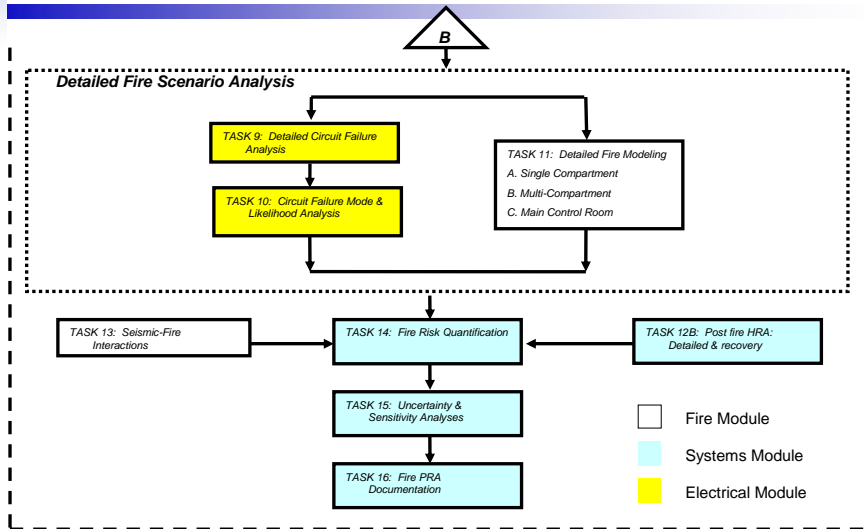 B
Detailed Fire Scenario Analysis
TASK 9: Detailed Circuit Failure
Analysis
TASK 10: Circuit Failure Mode &
Likelihood Analysis
TASK 11: Detailed Fire Modeling
A. Single Compartment
B. Multi-Compartment
C. Main Control Room
TASK 13: Seismic-Fire
Interactions
TASK 14: Fire Risk Quantification
TASK 12B: Post fire HRA:
Detailed & recovery
TASK 15: Uncertainty &
Sensitivity Analyses
TASK 16: Fire PRA
Documentation
Fire Module
Systems Module
Electrical Module